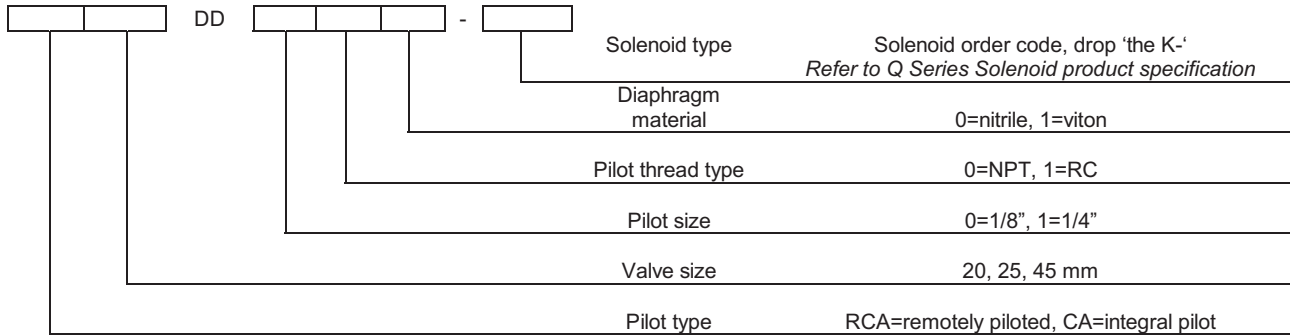 DD -
Solenoid type Solenoid order code, drop ‘the K-‘
Refer to Q Series Solenoid product specification
Diaphragm
material 0=nitrile, 1=viton
Pilot thread type 0=NPT, 1=RC
Pilot size 0=1/8”, 1=1/4”
Valve size 20, 25, 45 mm
Pilot type RCA=remotely piloted, CA=integral pilot